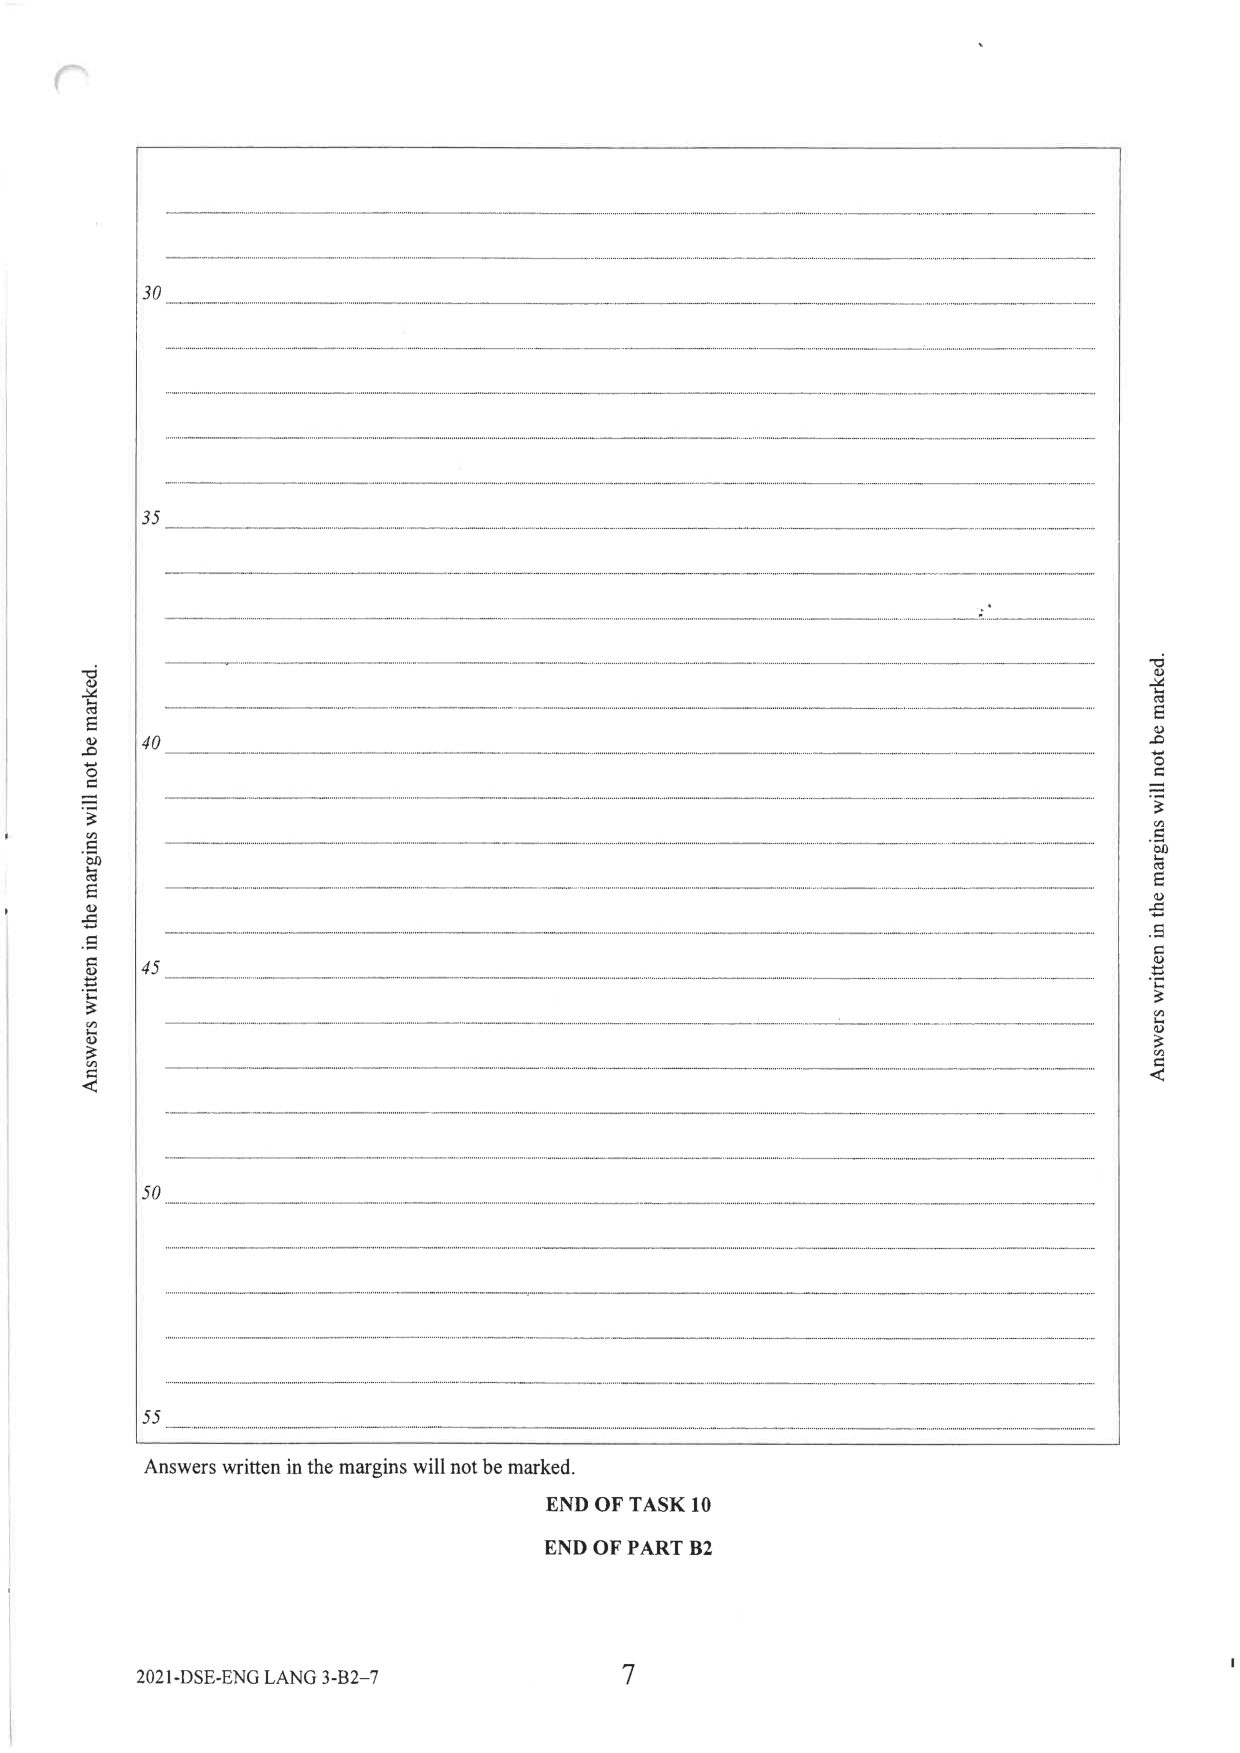 30
35
40
45
50
55
Answers written in the margins will not be marked.
Answers written in the margins will not be marked.
Answers written in the margins will not be marked.
END OF TASK 10
END OF PART B2
2021-DSE-ENG LANG 3-B2–7
7